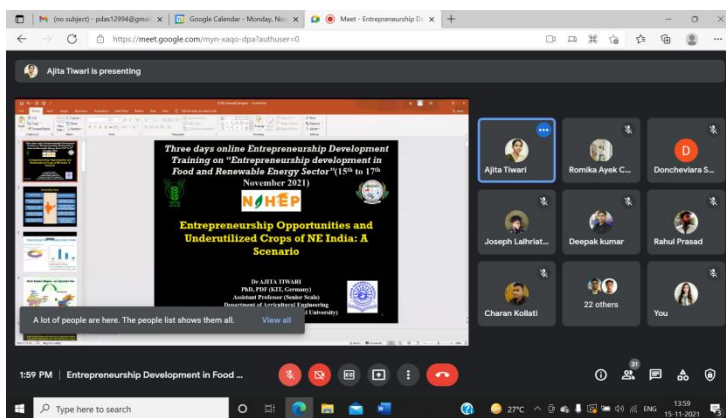 (no subject) - pdas12994@gmai
Google Calendar - Monday, Nov
Meet - Entrepreneurship De
https://meet.google.com/myn-xaqo-dpa?authuser=0
Ajita Tiwari is presenting
Three days online Entrepreneurship Development
Training on "Entrepreneurship development in
Food and Renewable Energy Sector"(15th to 17th
November 2021)
NAHEP
Entrepreneurship Opportunities and
Underutilized Crops of NE India: A
Scenario
Dr AJITA TIWARI
PhD, PDF (KIT, Germany)
Assistant Professor (Senior Scale)
Department of Agricultural Engineering
University)
A lot of people are here. The people list shows them all. View all
Ajita Tiwari
Romika Ayek C...
D
Doncheviara S...
Joseph Lalhriat...
Deepak kumar
Rahul Prasad
Charan Kollati
22 others
You
1:59 PM | Entrepreneurship Development in Food ...
31
Type here to search
27°C
ENG
13:59
15-11-2021